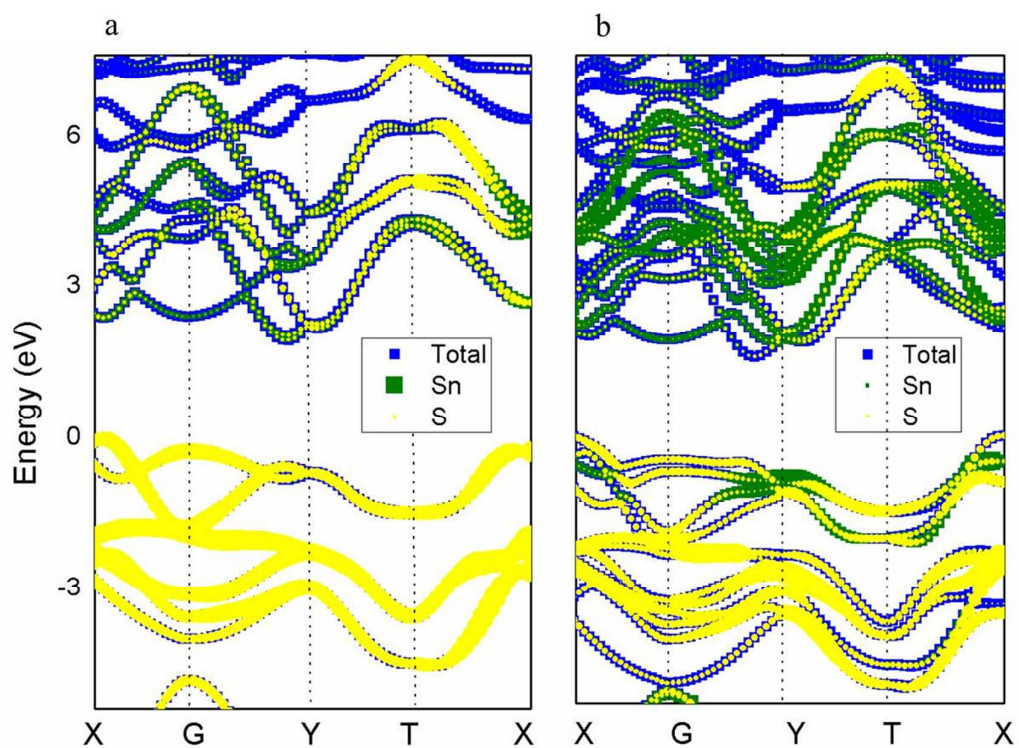 a
b
Energy (eV)
6
3
0
-3
Total
Sn
S
Total
Sn
S
X G Y T X
X G Y T X